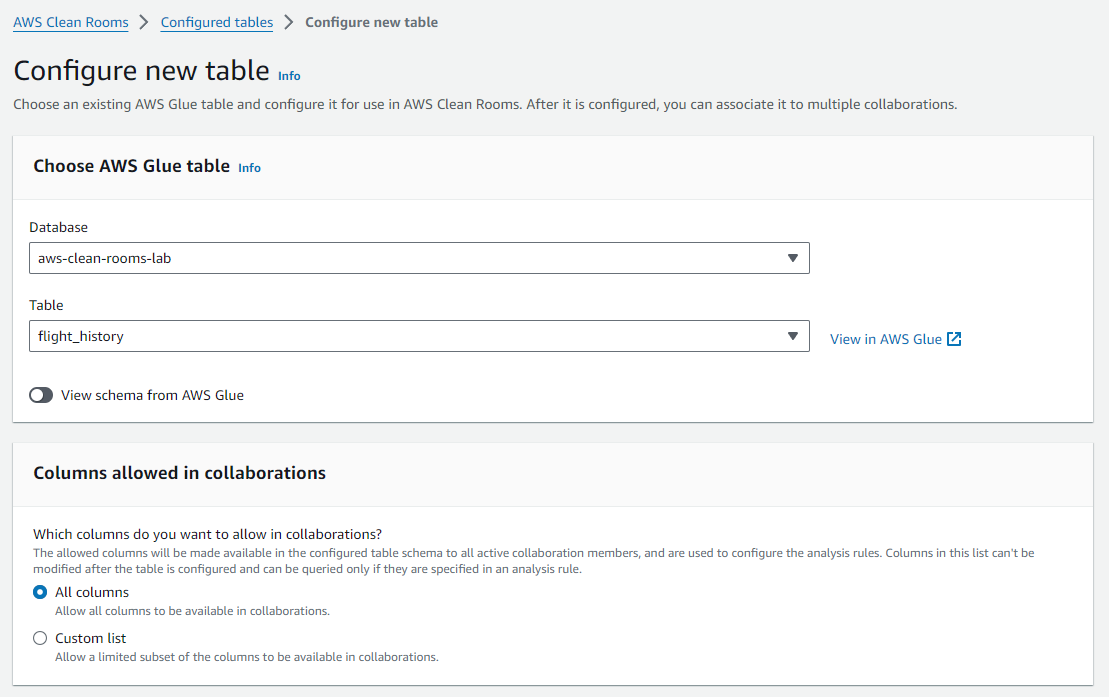 AWS Clean Rooms > Configured tables > Configure new table
Configure new table Info
Choose an existing AWS Glue table and configure it for use in AWS Clean Rooms. After it is configured, you can associate it to multiple collaborations.
Choose AWS Glue table Info
Database
aws-clean-rooms-lab
Table
flight_history
View in AWS Glue
View schema from AWS Glue
Columns allowed in collaborations
Which columns do you want to allow in collaborations?
The allowed columns will be made available in the configured table schema to all active collaboration members, and are used to configure the analysis rules. Columns in this list can't be
modified after the table is configured and can be queried only if they are specified in an analysis rule.
All columns
Allow all columns to be available in collaborations.
Custom list
Allow a limited subset of the columns to be available in collaborations.